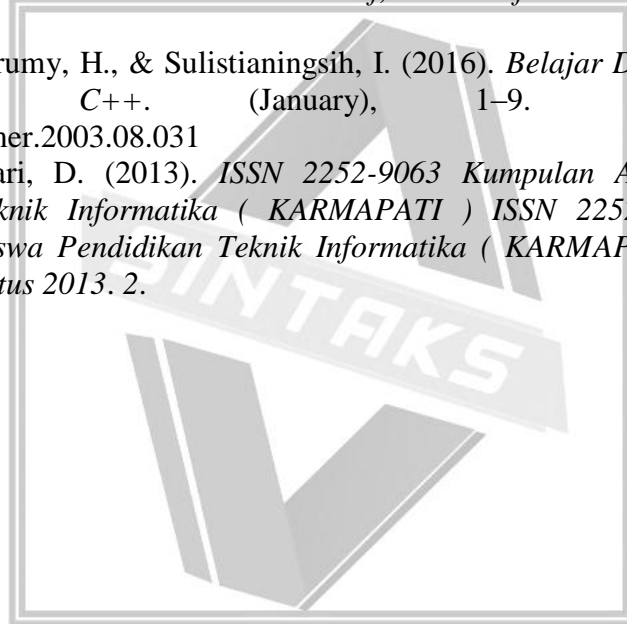 rumy, H., & Sulistianingsih, I. (2016). Belajar D
C++. (January), 1–9.
ner.2003.08.031
ari, D. (2013). ISSN 2252-9063 Kumpulan A
knik Informatika ( KARMAPATI ) ISSN 225
swa Pendidikan Teknik Informatika ( KARMAP
tus 2013. 2.
SINTAKS